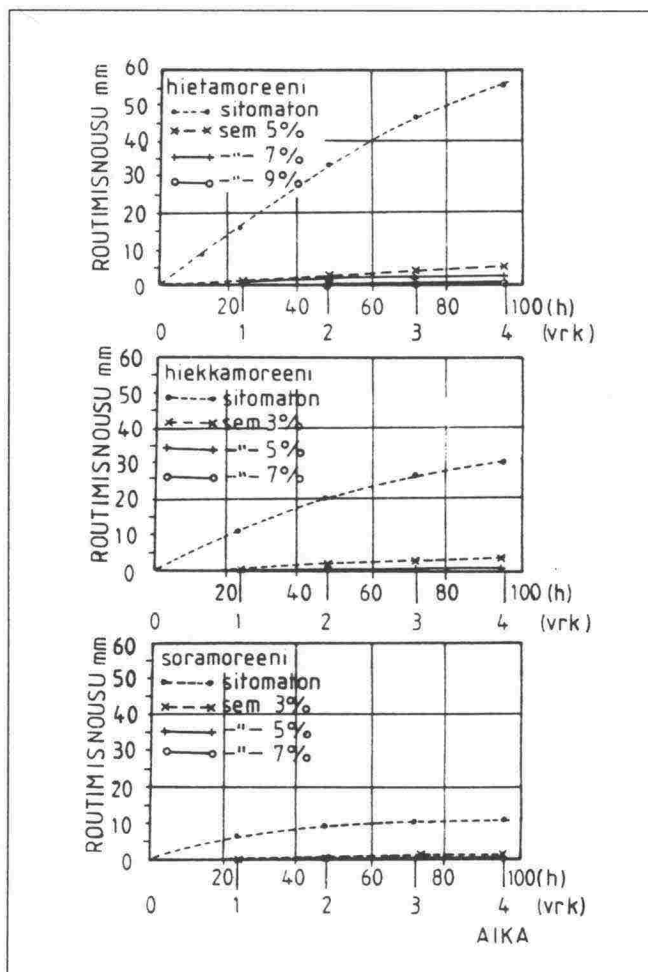 ROUTIMISNOUSU mm
60
50
40
30
20
10
0
hietamoreeni
sitomaton
sem 5%
-"- 7%
-"- 9%
20 40 60 80 100 (h)
0 1 2 3 4 (vrk)
ROUTIMISNOUSU mm
60
50
40
30
20
10
0
hiekkamoreeni
sitomaton
sem 3%
-"- 5%
-"- 7%
20 40 60 80 100 (h)
0 1 2 3 4 (vrk)
ROUTIMISNOUSU mm
60
50
40
30
20
10
0
soramoreeni
sitomaton
sem 3%
-"- 5%
-"- 7%
20 40 60 80 100 (h)
0 1 2 3 4 (vrk)
AIKA